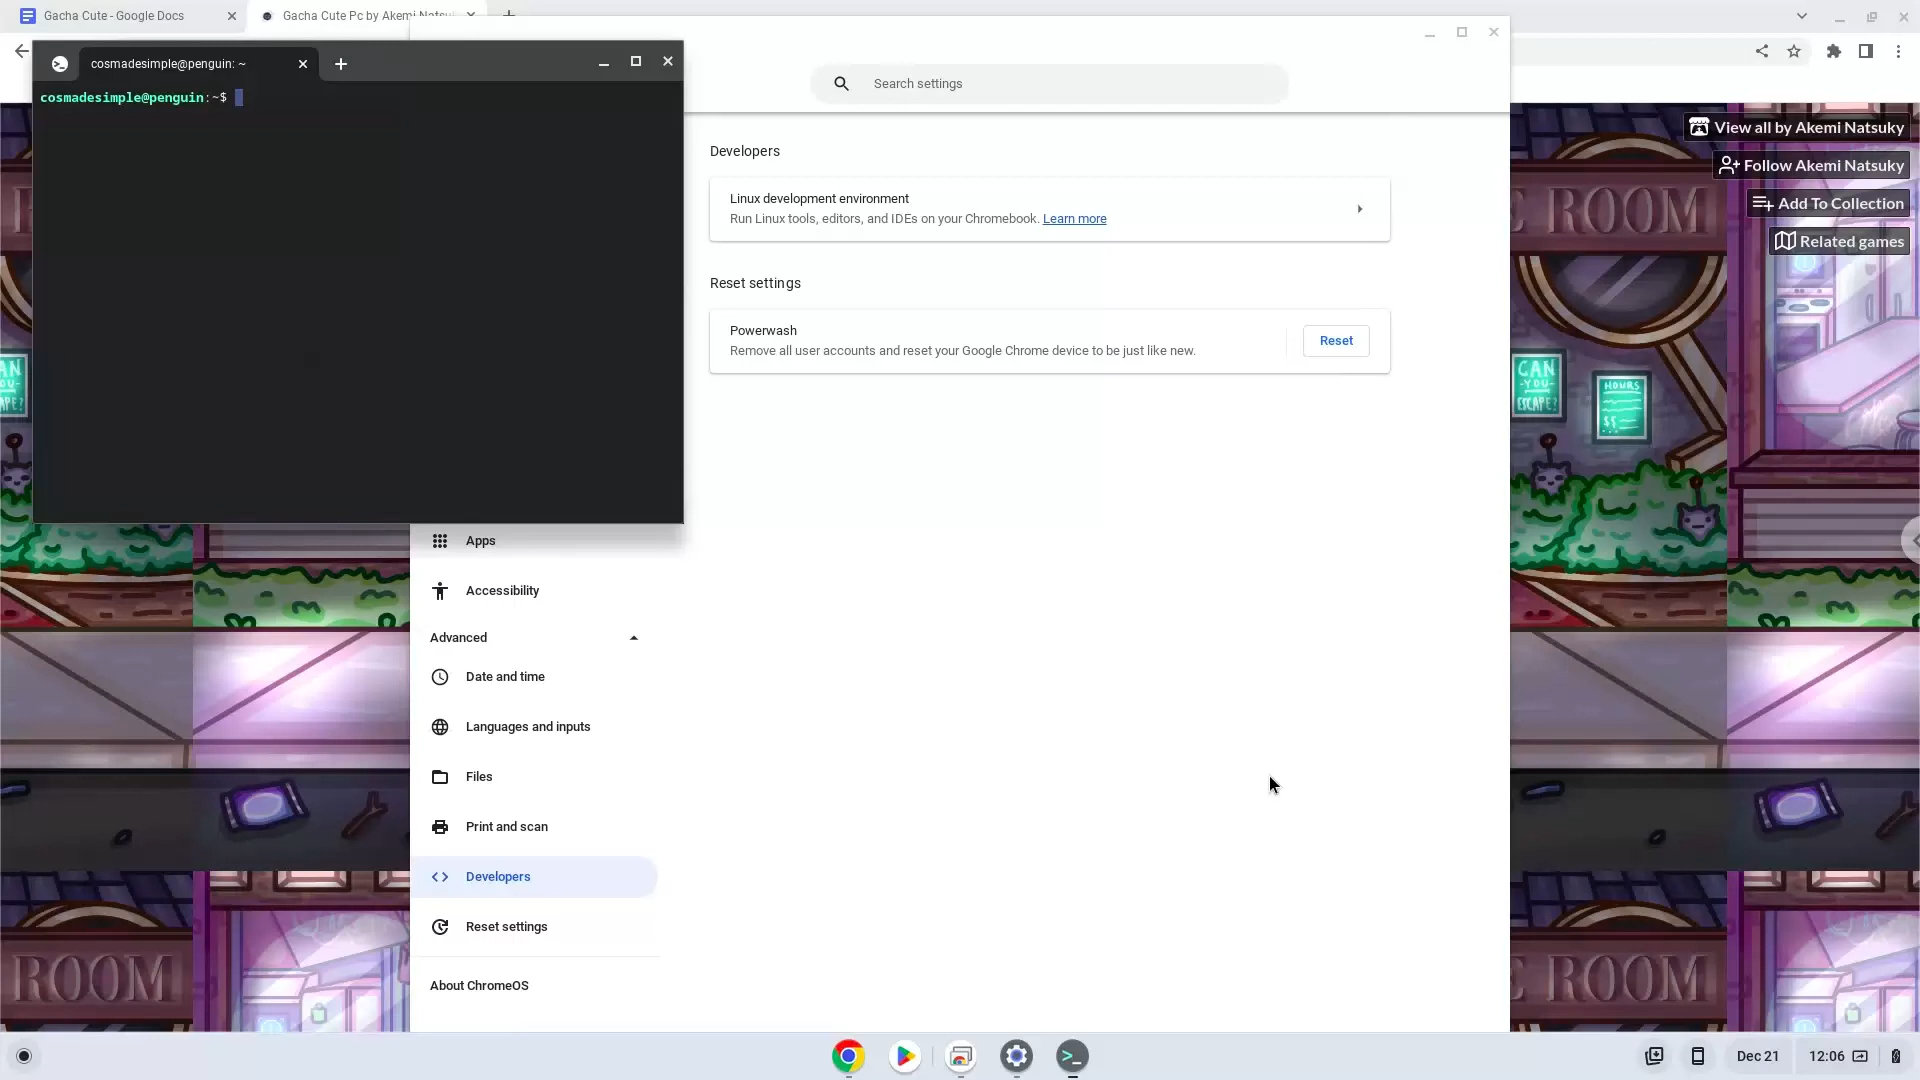 Gacha Cute - Google Docs
Gacha Cute Pc by Akemi Natsu
cosmadesimple@penguin: ~
cosmadesimple@penguin:~$
Search settings
Developers
Linux development environment
Run Linux tools, editors, and IDEs on your Chromebook. Learn more
Reset settings
Powerwash
Remove all user accounts and reset your Google Chrome device to be just like new.
Reset
Apps
Accessibility
Advanced
Date and time
Languages and inputs
Files
Print and scan
Developers
Reset settings
About ChromeOS
View all by Akemi Natsuky
Follow Akemi Natsuky
Add To Collection
Related games
E ROOM
CAN
-YOU-
ESCAPE?
HOURS
$$
AN
OU-
APE?
ROOM
E ROOM
Dec 21
12:06